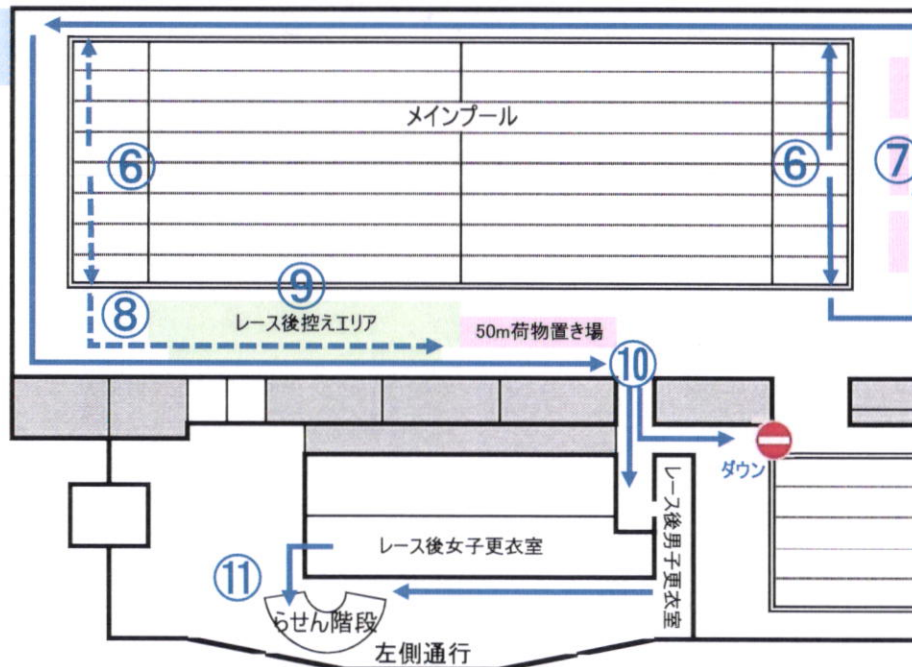 メインプール
⑥
⑥
⑦
⑨
⑧
レース後控えエリア
50m荷物置き場
⑩
ダウン
レース後男子更衣室
レース後女子更衣室
⑪
らせん階段
左側通行